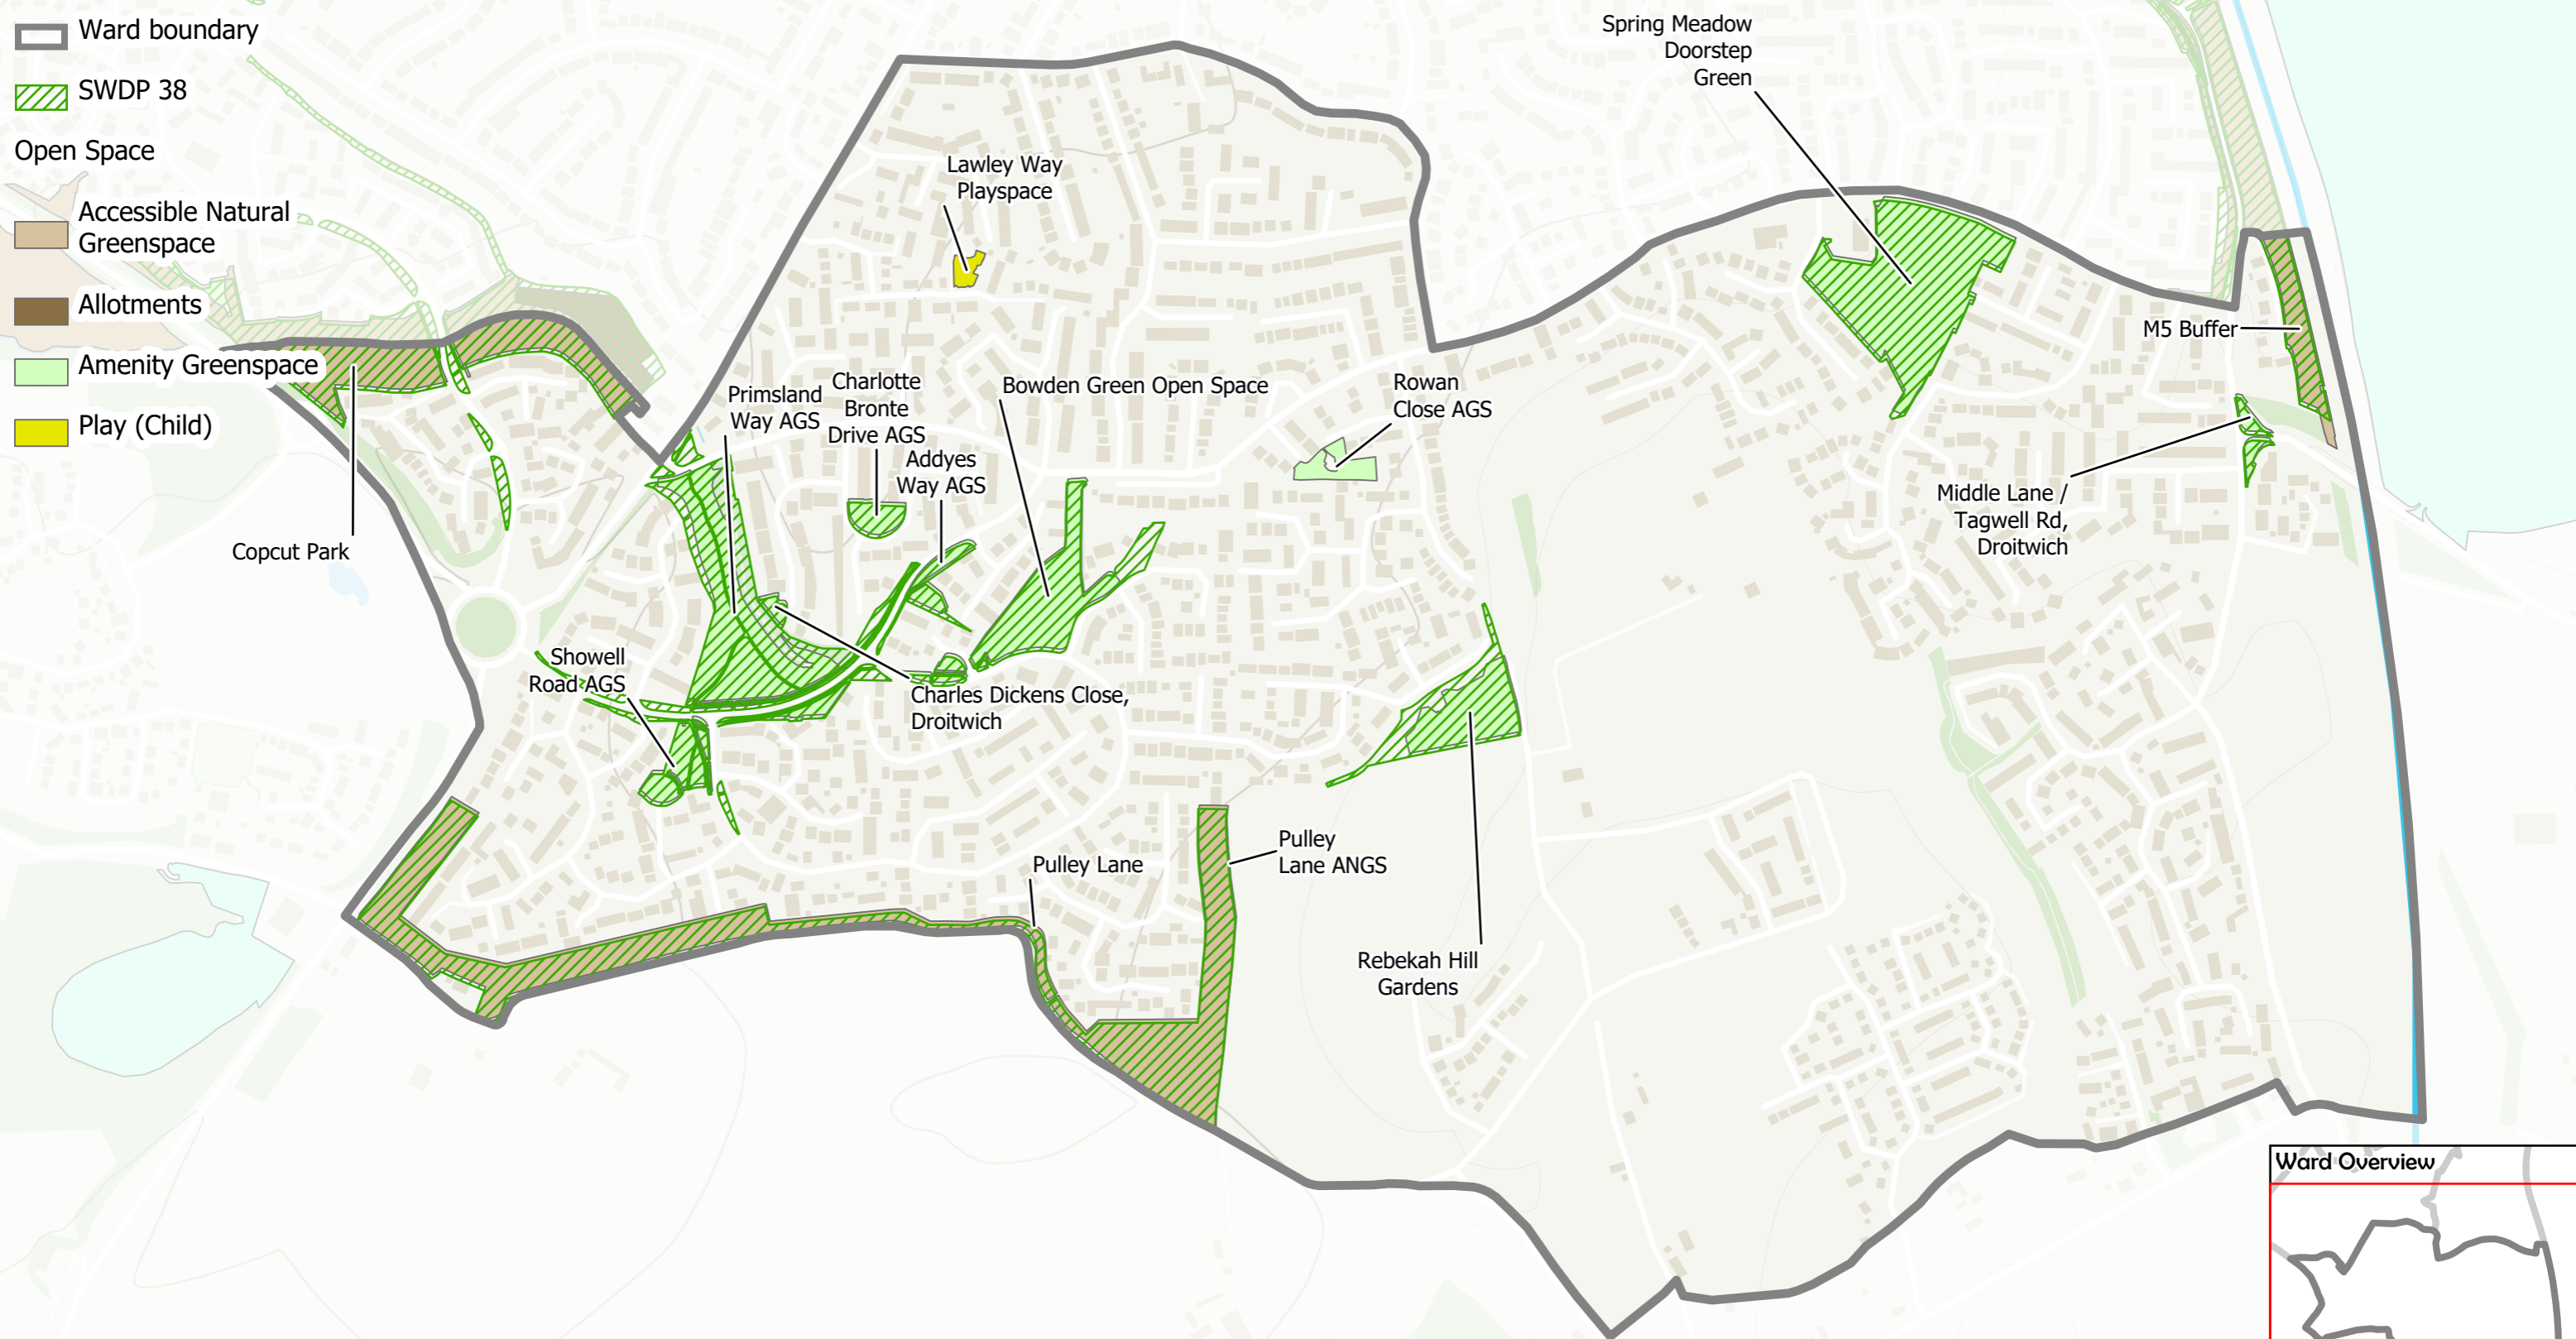 Ward boundary
SWDP 38
Open Space
Accessible Natural
Greenspace
Allotments
Amenity Greenspace
Play (Child)
Spring Meadow
Doorstep
Green
Lawley Way
Playspace
M5 Buffer
Primsland
Way AGS
Charlotte
Bronte
Drive AGS
Addyes
Way AGS
Bowden Green Open Space
Rowan
Close AGS
Middle Lane /
Tagwell Rd,
Droitwich
Copcut Park
Showell
Road AGS
Charles Dickens Close,
Droitwich
Pulley Lane
Pulley
Lane ANGS
Rebekah Hill
Gardens
Ward Overview